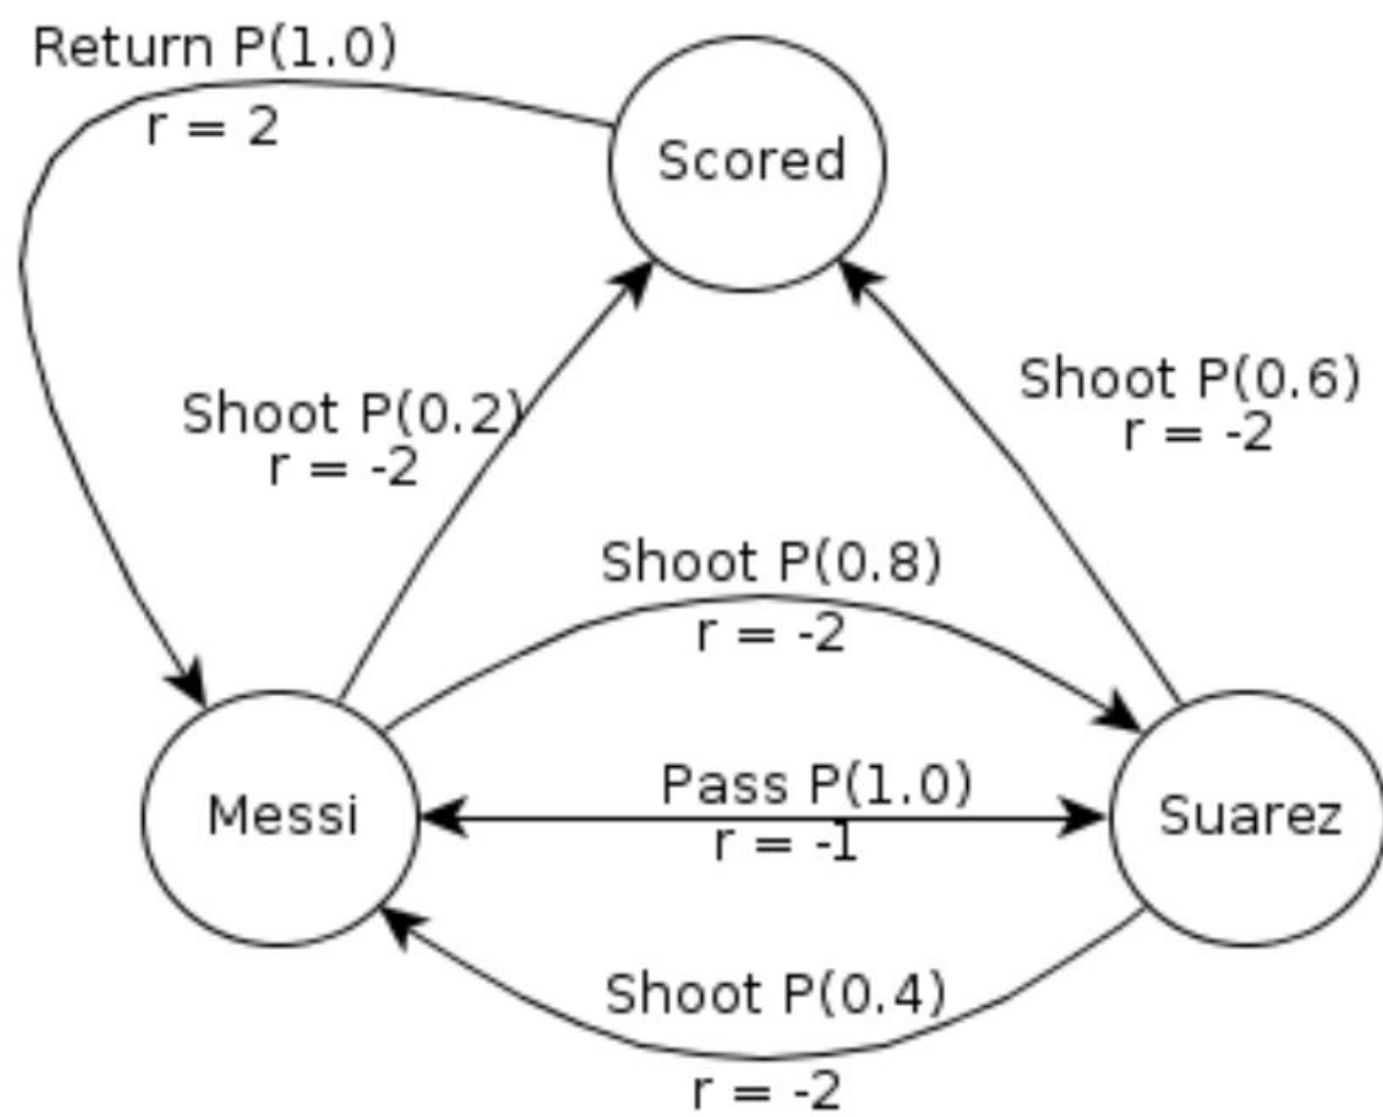 Return P(1.0)
r = 2
Scored
Shoot P(0.6)
r = -2
Shoot P(0.2)
r = -2
Shoot P(0.8)
r = -2
Pass P(1.0)
r = -1
Messi
Suarez
Shoot P(0.4)
r = -2